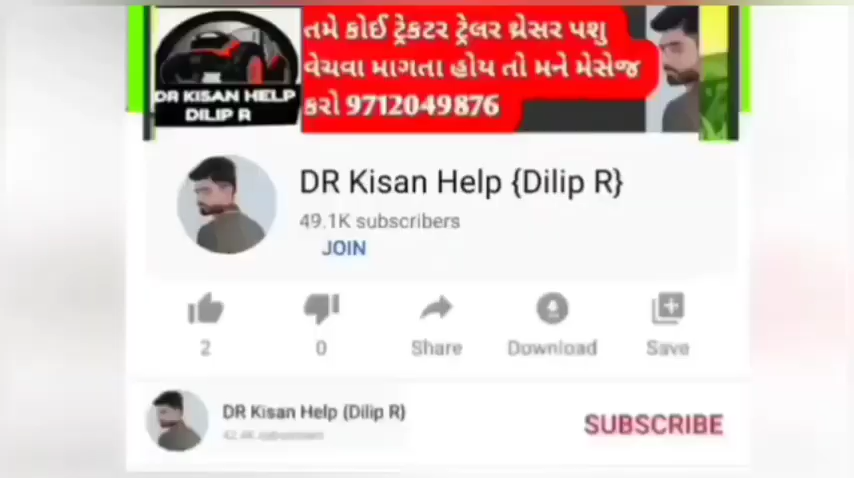 તમે કોઈ ટ્રેકટર ટ્રેલર થ્રેસર પશુ
વેચવા માગતા હોય તો મને મેસેજ
કરો 9712049876
DR KISAN HELP
DILIP R
DR Kisan Help {Dilip R}
49.1K subscribers
JOIN
2
0
Share
Download
Save
DR Kisan Help {Dilip R}
SUBSCRIBE